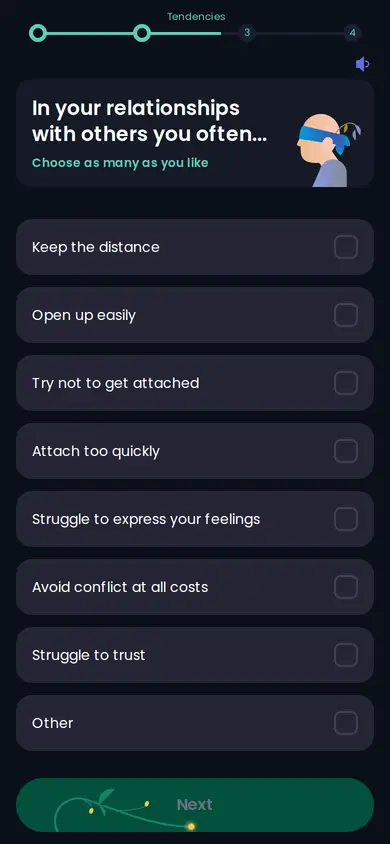 Tendencies
3
4
In your relationships
with others you often...
Choose as many as you like
Keep the distance
Open up easily
Try not to get attached
Attach too quickly
Struggle to express your feelings
Avoid conflict at all costs
Struggle to trust
Other
Next